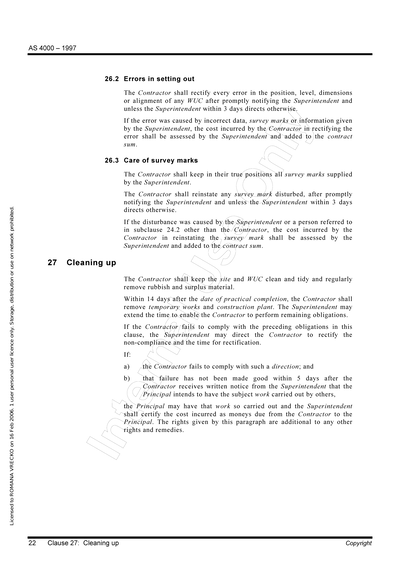 AS 4000 – 1997
26.2 Errors in setting out
The Contractor shall rectify every error in the position, level, dimensions
or alignment of any WUC after promptly notifying the Superintendent and
unless the Superintendent within 3 days directs otherwise.
If the error was caused by incorrect data, survey marks or information given
by the Superintendent, the cost incurred by the Contractor in rectifying the
error shall be assessed by the Superintendent and added to the contract
sum.
26.3 Care of survey marks
The Contractor shall keep in their true positions all survey marks supplied
by the Superintendent.
The Contractor shall reinstate any survey mark disturbed, after promptly
notifying the Superintendent and unless the Superintendent within 3 days
directs otherwise.
If the disturbance was caused by the Superintendent or a person referred to
in subclause 24.2 other than the Contractor, the cost incurred by the
Contractor in reinstating the survey mark shall be assessed by the
Superintendent and added to the contract sum.
27 Cleaning up
The Contractor shall keep the site and WUC clean and tidy and regularly
remove rubbish and surplus material.
Within 14 days after the date of practical completion, the Contractor shall
remove temporary works and construction plant. The Superintendent may
extend the time to enable the Contractor to perform remaining obligations.
If the Contractor fails to comply with the preceding obligations in this
clause, the Superintendent may direct the Contractor to rectify the
non-compliance and the time for rectification.
If:
a) the Contractor fails to comply with such a direction; and
b) that failure has not been made good within 5 days after the
Contractor receives written notice from the Superintendent that the
Principal intends to have the subject work carried out by others,
the Principal may have that work so carried out and the Superintendent
shall certify the cost incurred as moneys due from the Contractor to the
Principal. The rights given by this paragraph are additional to any other
rights and remedies.
Licensed to ROMANA VRECKO on 16 Feb 2006. 1 user personal user licence only. Storage, distribution or use on network prohibited.
22 Clause 27: Cleaning up
Copyright